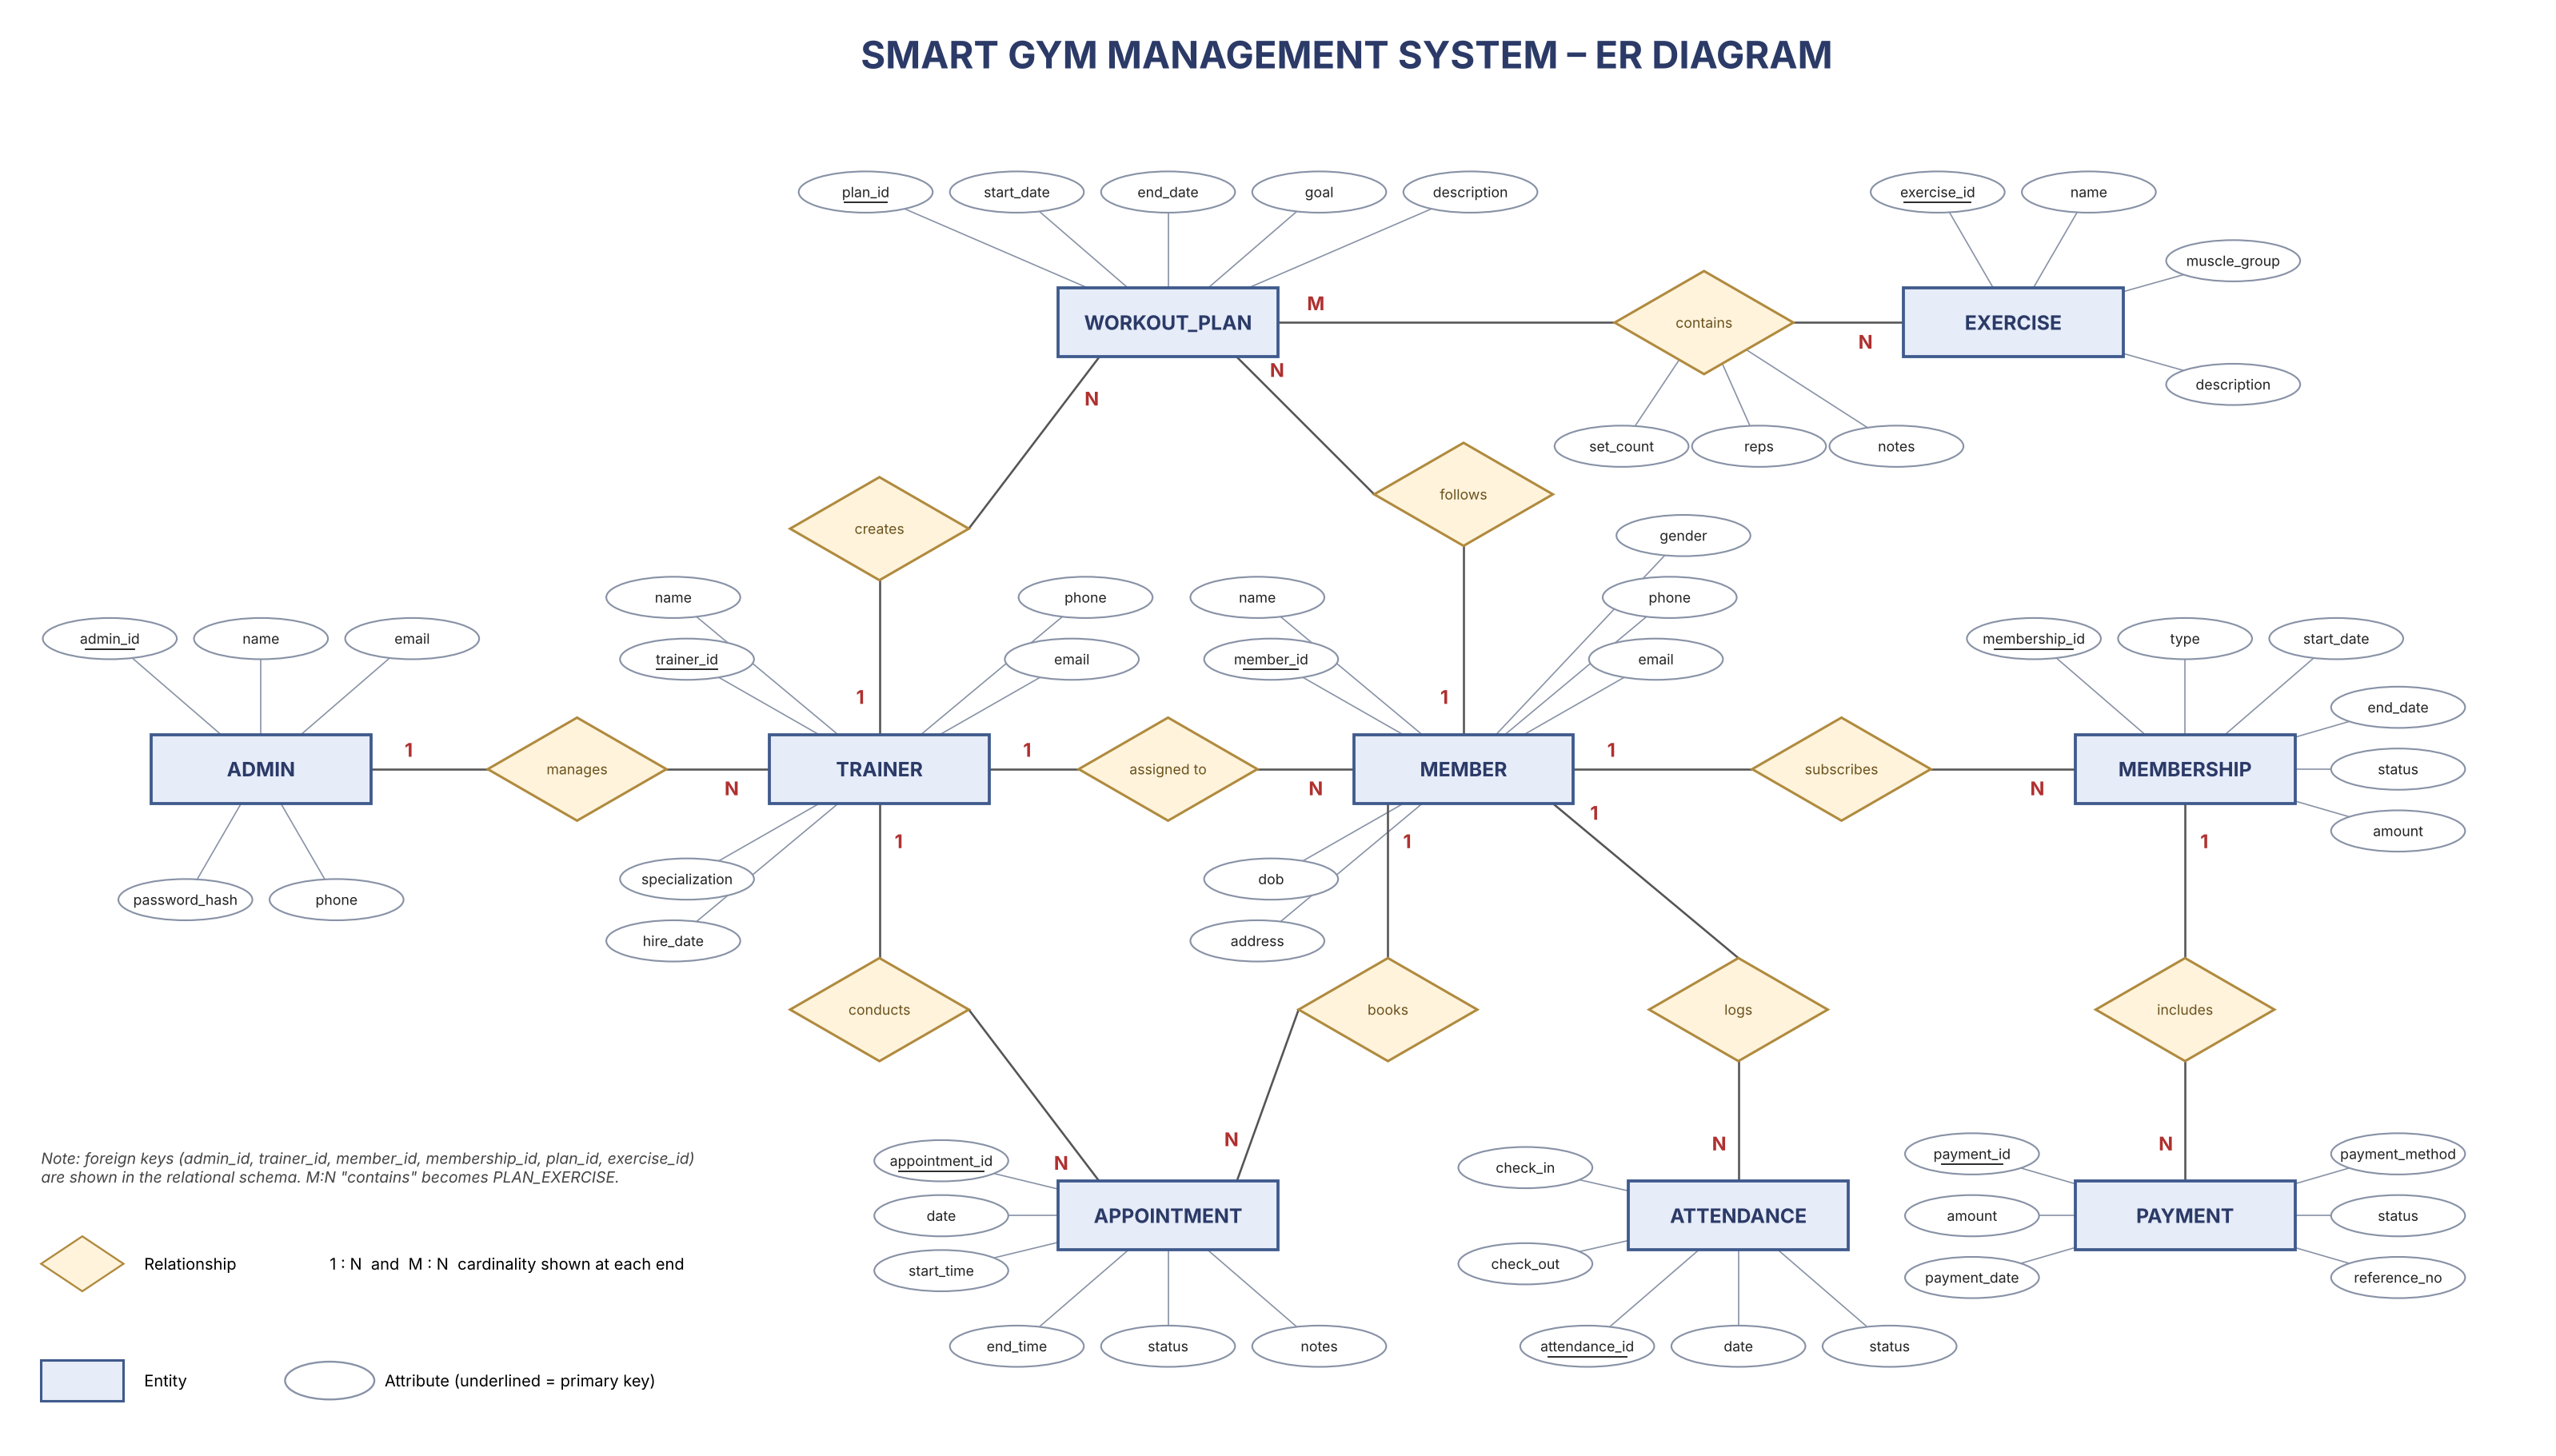 SMART GYM MANAGEMENT SYSTEM – ER DIAGRAM
plan_id
start_date
end_date
goal
description
exercise_id
name
muscle_group
WORKOUT_PLAN
M
contains
N
EXERCISE
description
N
N
set_count
reps
notes
creates
follows
gender
name
phone
name
phone
admin_id
name
email
trainer_id
email
member_id
email
membership_id
type
start_date
end_date
1
1
ADMIN
1
manages
N
TRAINER
1
assigned to
N
MEMBER
1
subscribes
N
MEMBERSHIP
status
amount
1
1
1
1
password_hash
phone
specialization
hire_date
dob
address
conducts
books
logs
includes
N
N
N
N
Note: foreign keys (admin_id, trainer_id, member_id, membership_id, plan_id, exercise_id)
are shown in the relational schema. M:N "contains" becomes PLAN_EXERCISE.
appointment_id
date
start_time
APPOINTMENT
end_time
status
notes
check_in
check_out
ATTENDANCE
attendance_id
date
status
payment_id
amount
payment_date
PAYMENT
payment_method
status
reference_no
Relationship
1 : N and M : N cardinality shown at each end
Entity
Attribute (underlined = primary key)